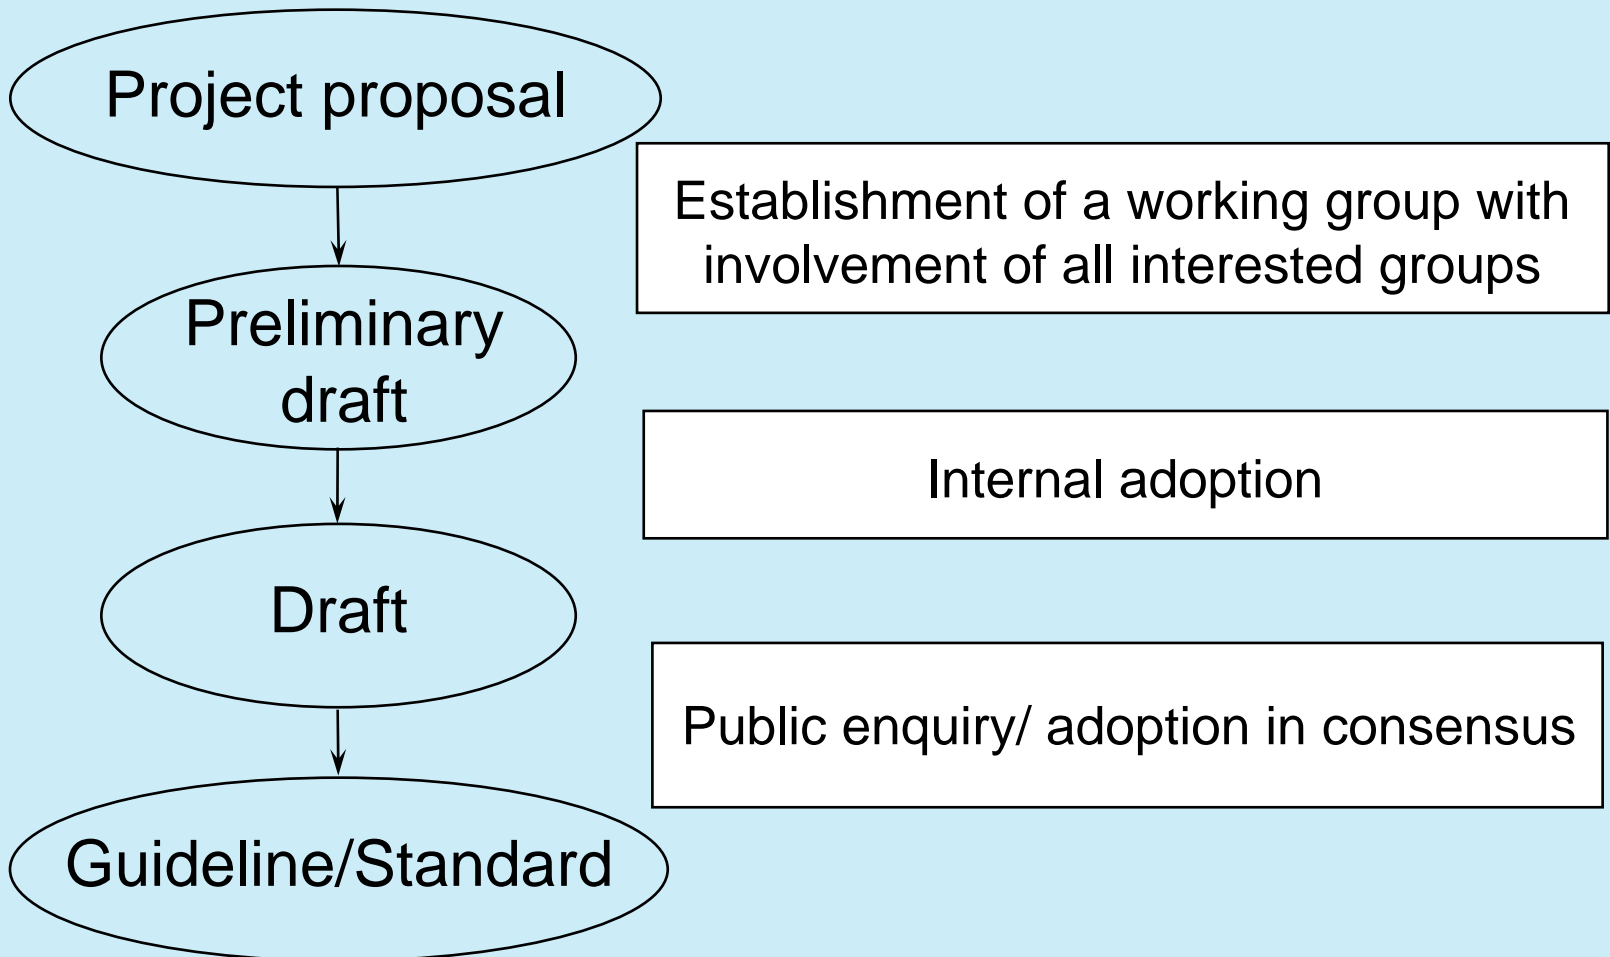 Project proposal
Establishment of a working group with
involvement of all interested groups
Preliminary
draft
Internal adoption
Draft
Public enquiry/ adoption in consensus
Guideline/Standard